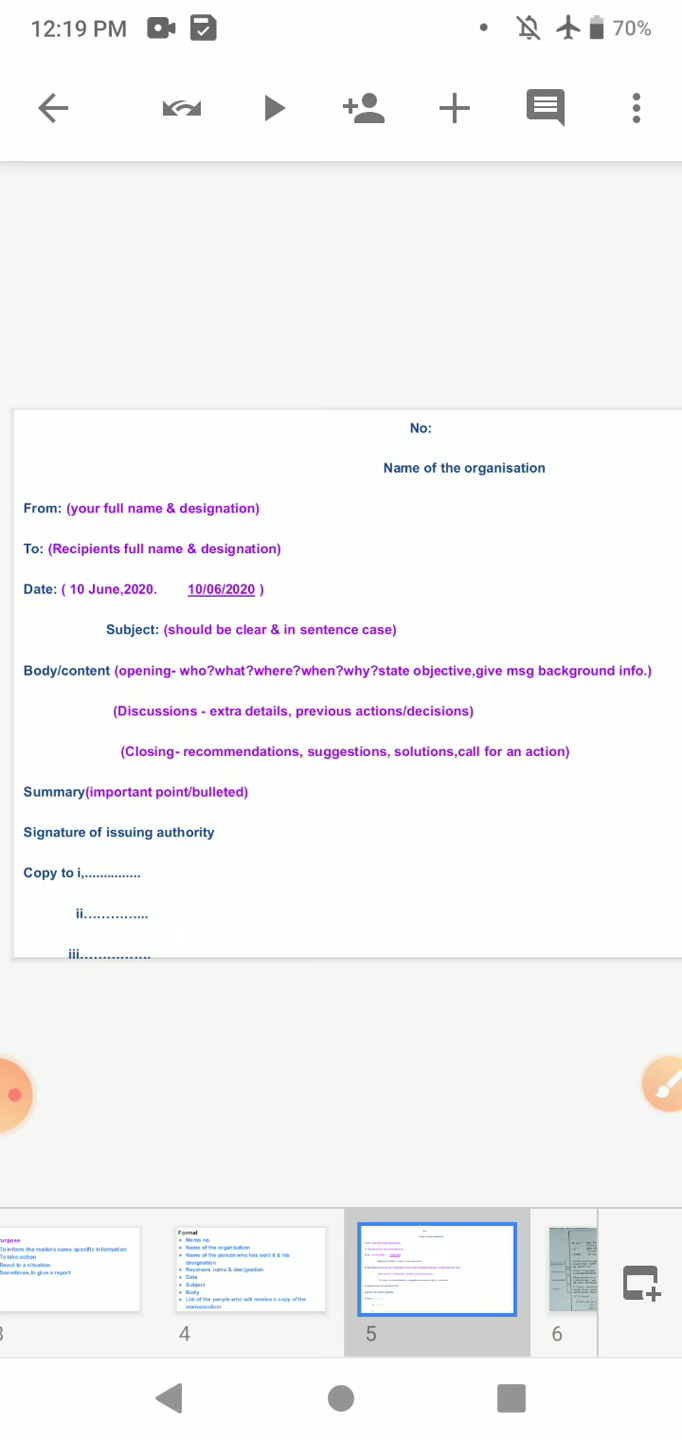 12:19 PM
70%
No:
Name of the organisation
From: (your full name & designation)
To: (Recipients full name & designation)
Date: ( 10 June,2020. 10/06/2020 )
Subject: (should be clear & in sentence case)
Body/content (opening- who?what?where?when?why?state objective,give msg background info.)
(Discussions - extra details, previous actions/decisions)
(Closing- recommendations, suggestions, solutions,call for an action)
Summary(important point/bulleted)
Signature of issuing authority
Copy to i,...............
ii…………....
iii…………….
To inform the readers some specific information
To take action
React to a situation
Sometimes,to give a report
Format
Memo no.
Name of the organisation
Name of the person who has sent it & his
designation
Receivers name & designation
Date
Subject
Body
List of the people,who will receive a copy of the
memorandum
3
4
5
6